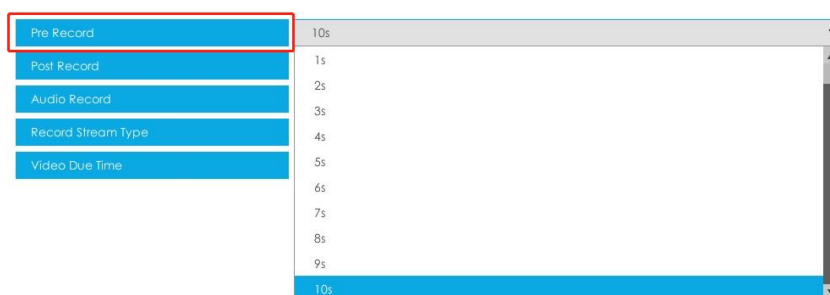 Pre Record
10s
Post Record
Audio Record
Record Stream Type
Video Due Time
1s
2s
3s
4s
5s
6s
7s
8s
9s
10s